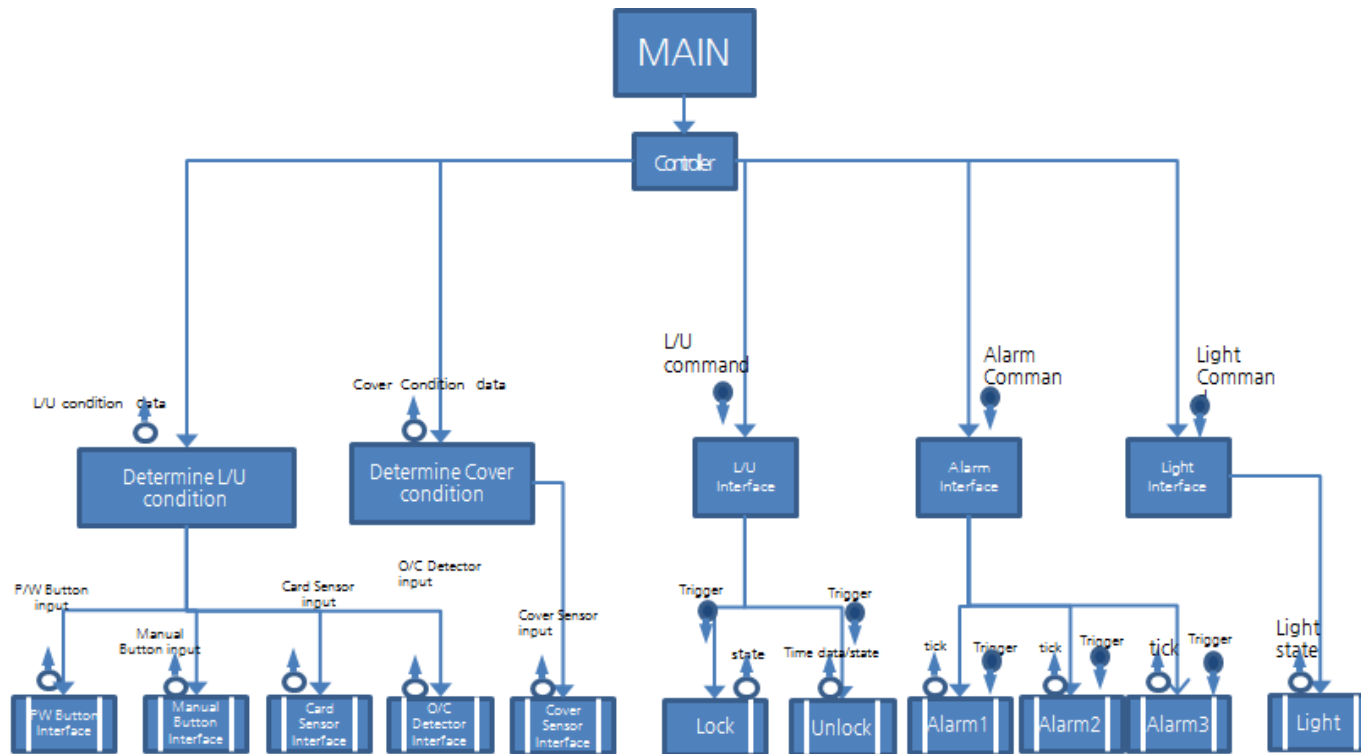 MAIN
Controller
L/U
command
Alarm
Comman
Light
Comman
L/U condition data
Cover Condition data
Determine L/U
condition
Determine Cover
condition
L/U
Interface
Alarm
Interface
Light
Interface
P/W Button
input
Manual
Button input
Card Sensor
input
O/C Detector
input
Cover Sensor
input
Trigger
state
Trigger
Time data/state
tick
Trigger
tick
Trigger
tick
Trigger
Light
state
PW Button
Interface
Manual
Button
Interface
Card
Sensor
Interface
O/C
Detector
Interface
Cover
Sensor
Interface
Lock
Unlock
Alarm1
Alarm2
Alarm3
Light